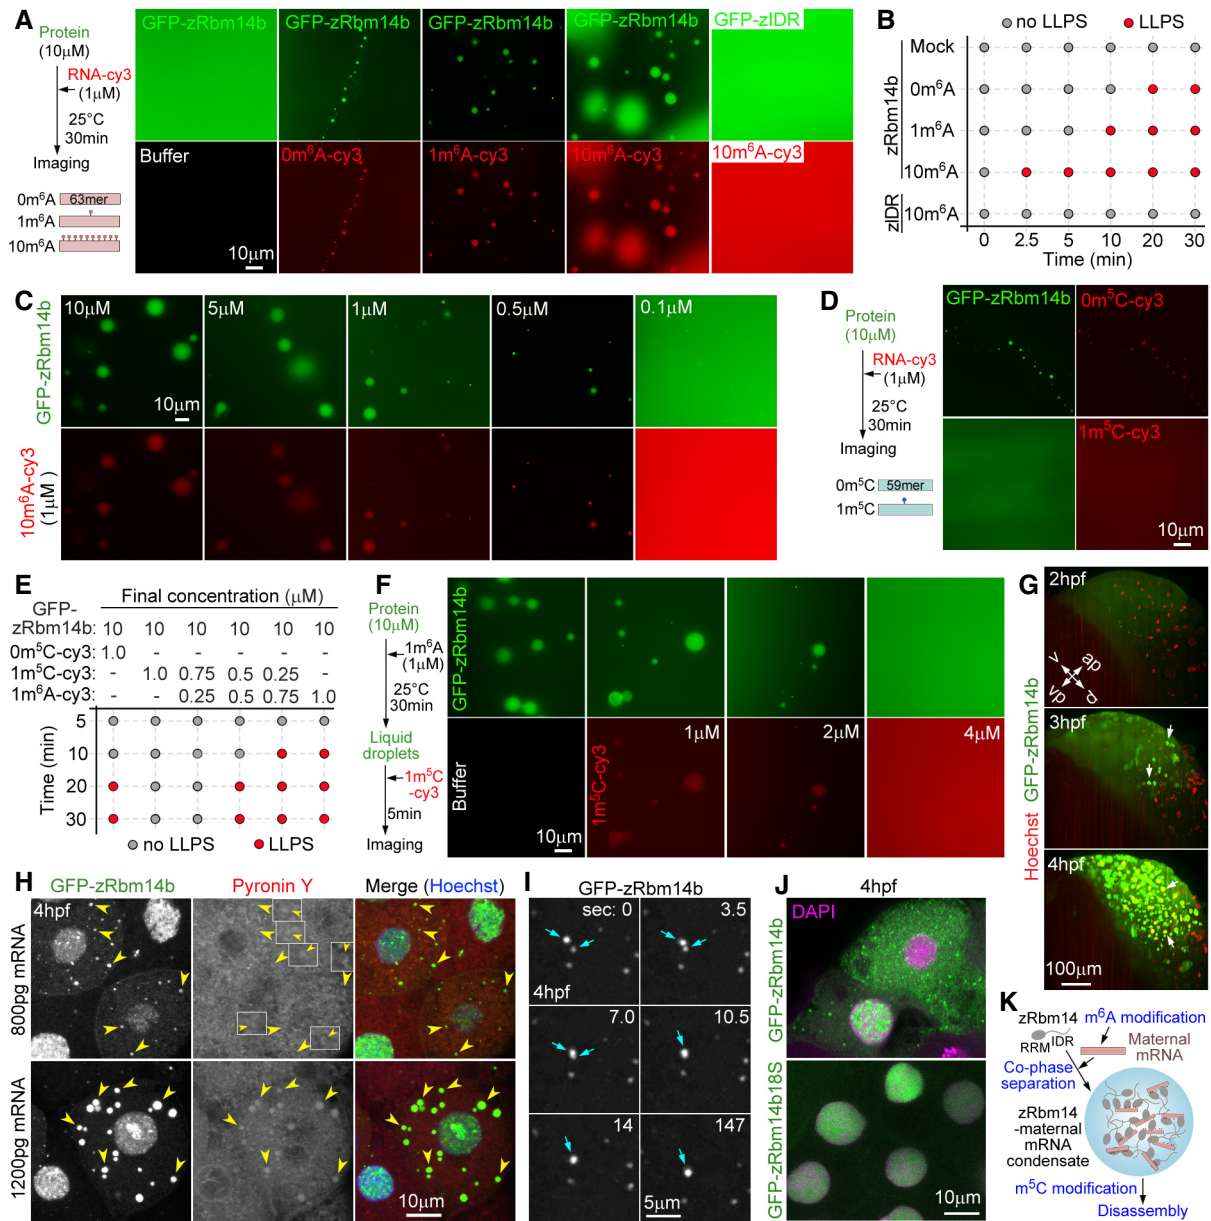 A
Protein
(10µM)
RNA-cy3
(1µM)
25°C
30min
Imaging
0m⁶A 63mer
1m⁶A
10m⁶A
GFP-zRbm14b GFP-zRbm14b GFP-zRbm14b GFP-zRbm14b GFP-zIDR
Buffer 0m⁶A-cy3 1m⁶A-cy3 10m⁶A-cy3 10m⁶A-cy3
10µm
B
no LLPS LLPS
zRbm14b
Mock
0m⁶A
1m⁶A
10m⁶A
zIDR
10m⁶A
0 2.5 5 10 20 30
Time (min)
C
GFP-zRbm14b
10µM 5µM 1µM 0.5µM 0.1µM
10µm
10m⁶A-cy3
(1µM )
D
Protein
(10µM)
RNA-cy3
(1µM)
25°C
30min
Imaging
0m⁵C 59mer
1m⁵C
GFP-zRbm14b 0m⁵C-cy3
1m⁵C-cy3
10µm
E
Final concentration (µM)
GFP-
zRbm14b: 10 10 10 10 10 10
0m⁵C-cy3: 1.0 - - - - -
1m⁵C-cy3: - 1.0 0.75 0.5 0.25 -
1m⁶A-cy3: - - 0.25 0.5 0.75 1.0
Time (min)
5
10
20
30
no LLPS LLPS
F
Protein
(10µM)
1m⁶A
(1µM)
25°C
30min
Liquid
droplets
1m⁵C
-cy3
5min
Imaging
GFP-zRbm14b
Buffer
1m⁵C-cy3
1µM 2µM 4µM
10µm
G
Hoechst GFP-zRbm14b
2hpf
v ap
vp d
3hpf
4hpf
100µm
H
GFP-zRbm14b Pyronin Y Merge (Hoechst)
4hpf
800pg mRNA
1200pg mRNA
10µm
I
GFP-zRbm14b
sec: 0 3.5
4hpf
7.0 10.5
14 147
5µm
J
4hpf
DAPI
GFP-zRbm14b
GFP-zRbm14b18S
10µm
K
zRbm14 m⁶A modification
RRM IDR
Maternal
mRNA
Co-phase
separation
zRbm14
-maternal
mRNA
condensate
m⁵C modification
Disassembly